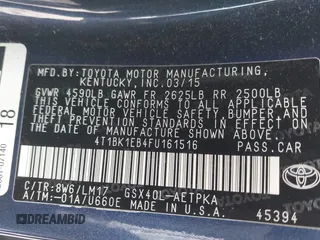 MFD.BY:TOYOTA MOTOR MANUFACTURING,
KENTUCKY, INC. 03/15
GVWR 4590LB GAWR FR 2625LB RR 2500LB
THIS VEHICLE CONFORMS TO ALL APPLICABLE
FEDERAL MOTOR VEHICLE SAFETY, BUMPER, AND
THEFT PREVENTION STANDARDS IN EFFECT ON
THE DATE OF MANUFACTURE SHOWN ABOVE.
4T1BK1EB4FU161516 PASS.CAR
C/TR:8W6/LM17 GSX40L-AETPKA
A/TM:-01A/U660E MADE IN U.S.A.
TOYOTA
45394
18
DREAMBID